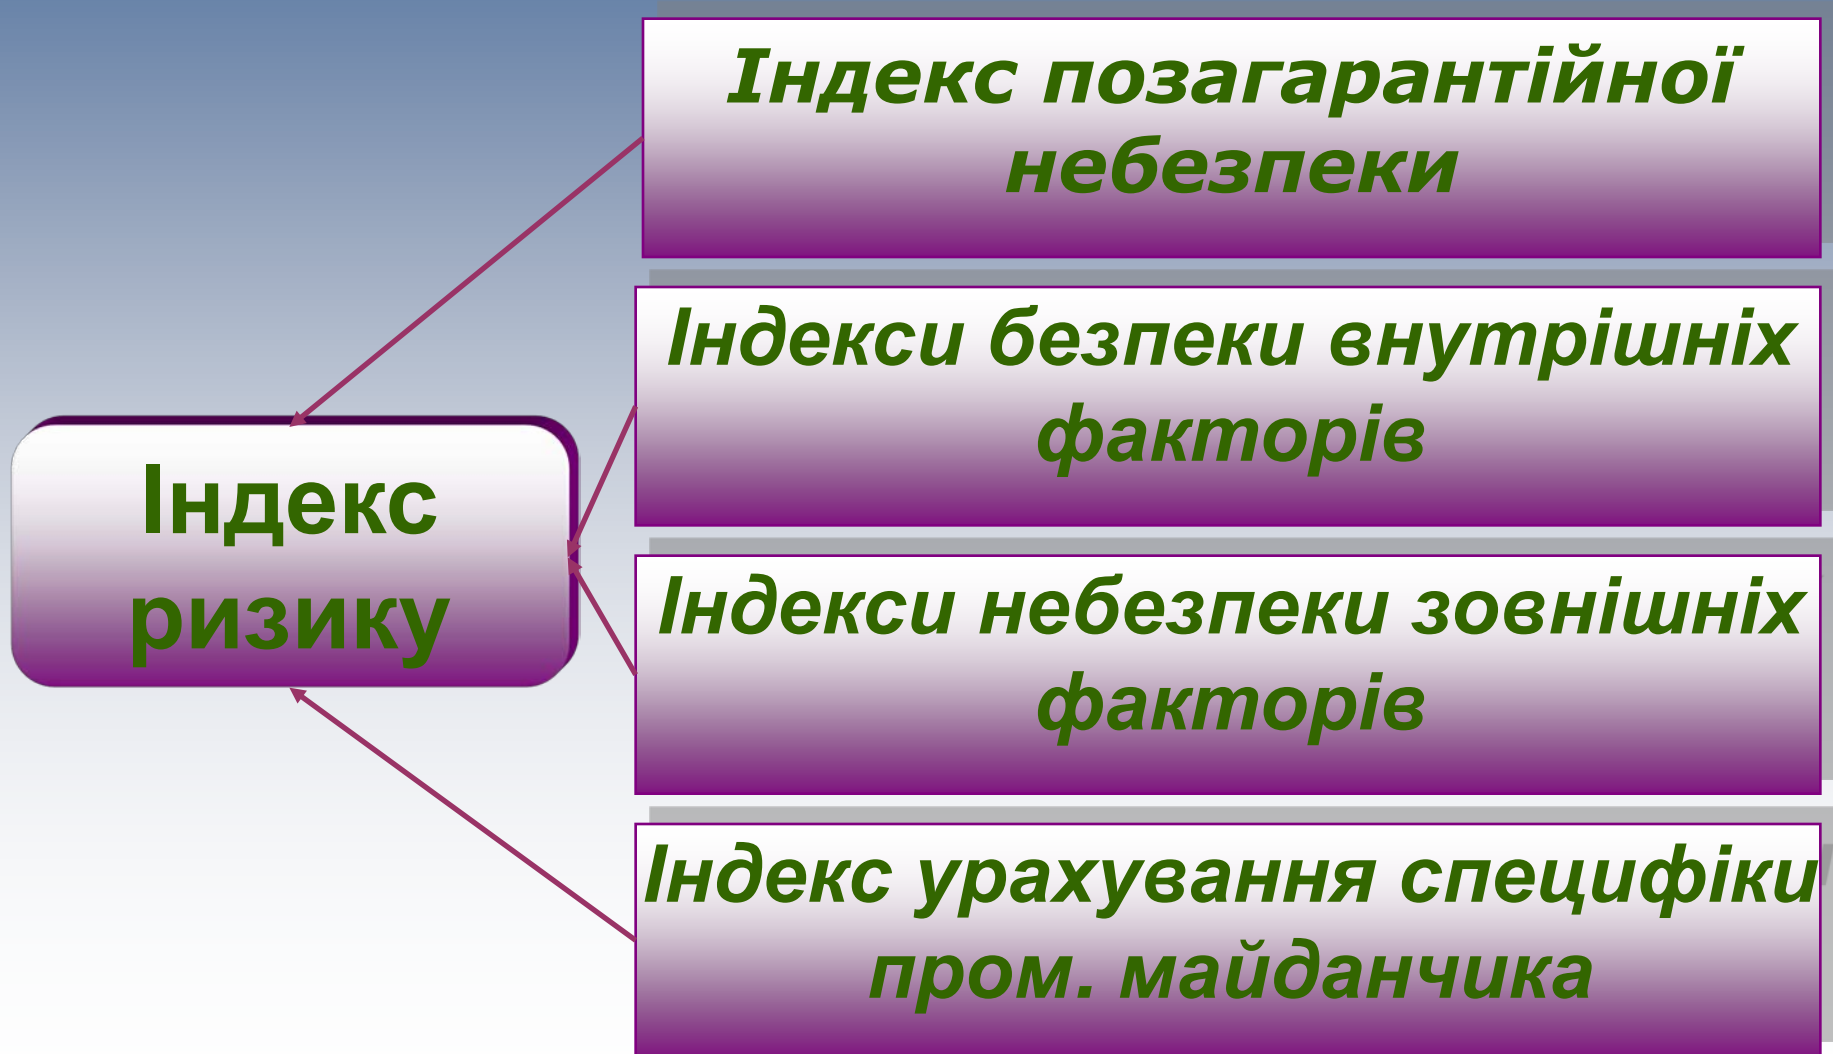 Індекс позагарантійної
небезпеки
Індекси безпеки внутрішніх
факторів
Індекс
ризику
Індекси небезпеки зовнішніх
факторів
Індекс урахування специфіки
пром. майданчика